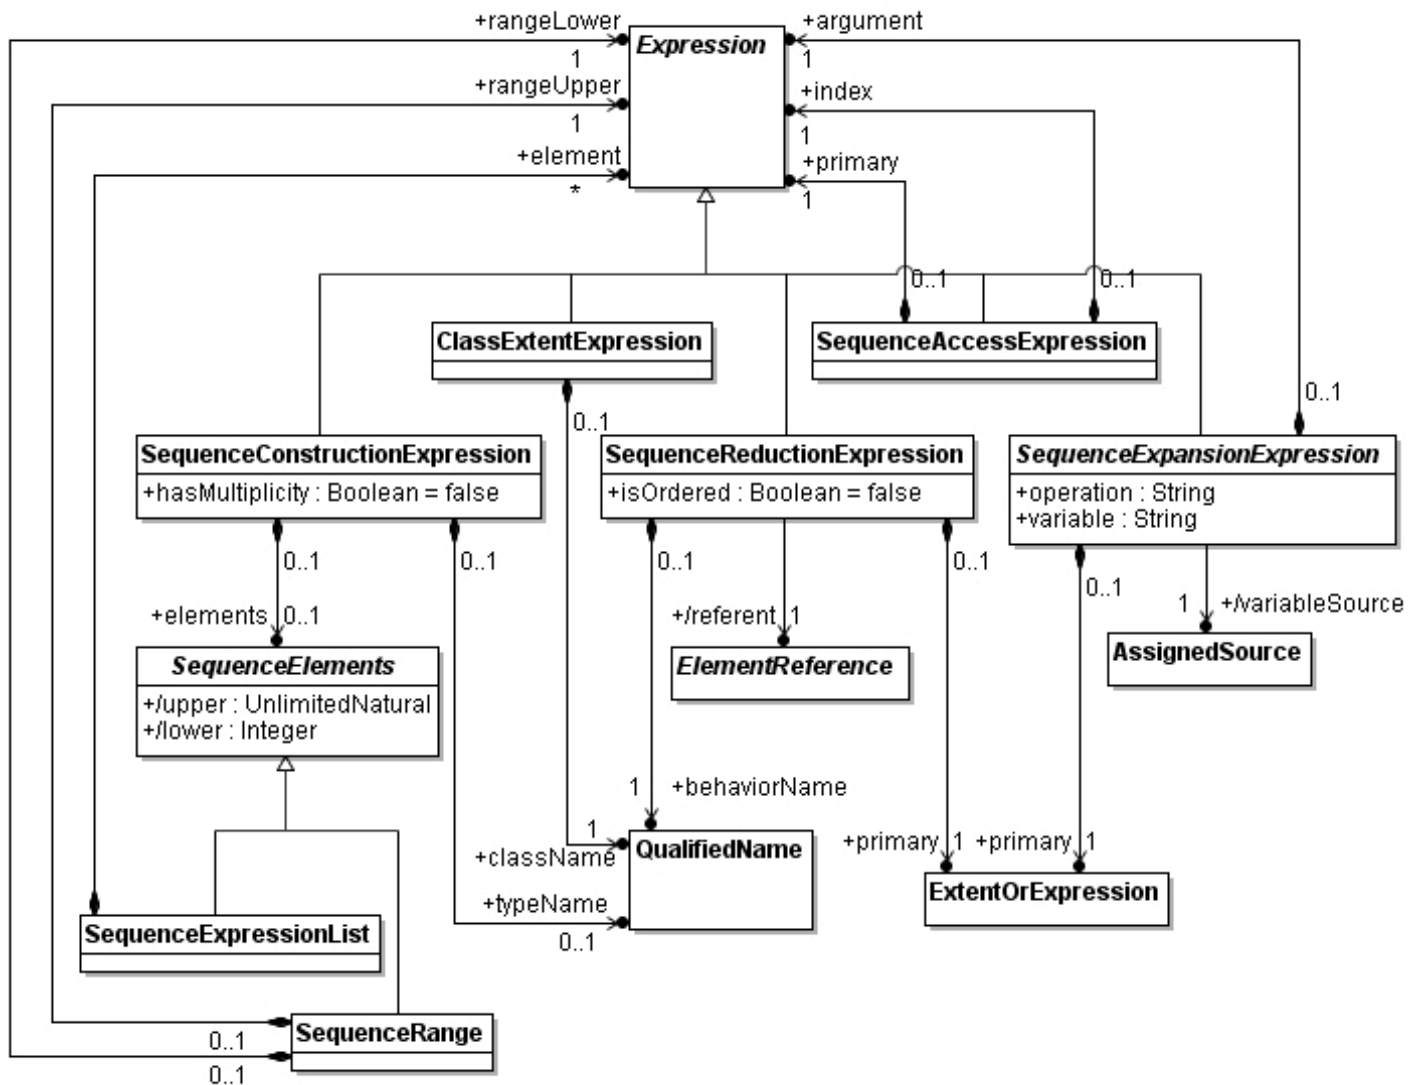 +rangeLower
1
+rangeUpper
1
+element
*
Expression
+argument
1
+index
1
+primary
1
0..1
0..1
ClassExtentExpression
0..1
SequenceAccessExpression
0..1
SequenceConstructionExpression
+hasMultiplicity : Boolean = false
0..1
0..1
SequenceReductionExpression
+isOrdered : Boolean = false
0..1
0..1
SequenceExpansionExpression
+operation : String
+variable : String
0..1
1 +/variableSource
+elements 0..1
+/referent 1
SequenceElements
+/upper : UnlimitedNatural
+/lower : Integer
ElementReference
AssignedSource
1 +behaviorName
1
+className
+typeName
0..1
QualifiedName
+primary 1
+primary 1
ExtentOrExpression
SequenceExpressionList
0..1
SequenceRange
0..1